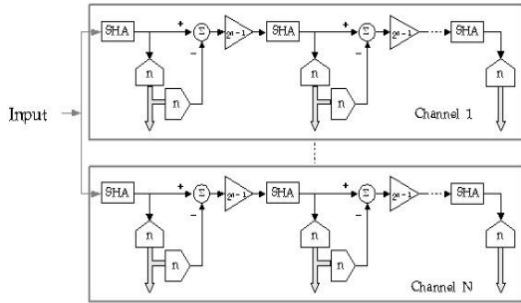 SHA + Σ 2ⁿ⁻¹ SHA + Σ 2ⁿ⁻¹ SHA
- -
n n n
n n
Input
Channel 1
SHA + Σ 2ⁿ⁻¹ SHA + Σ 2ⁿ⁻¹ SHA
- -
n n n
n n
Channel N